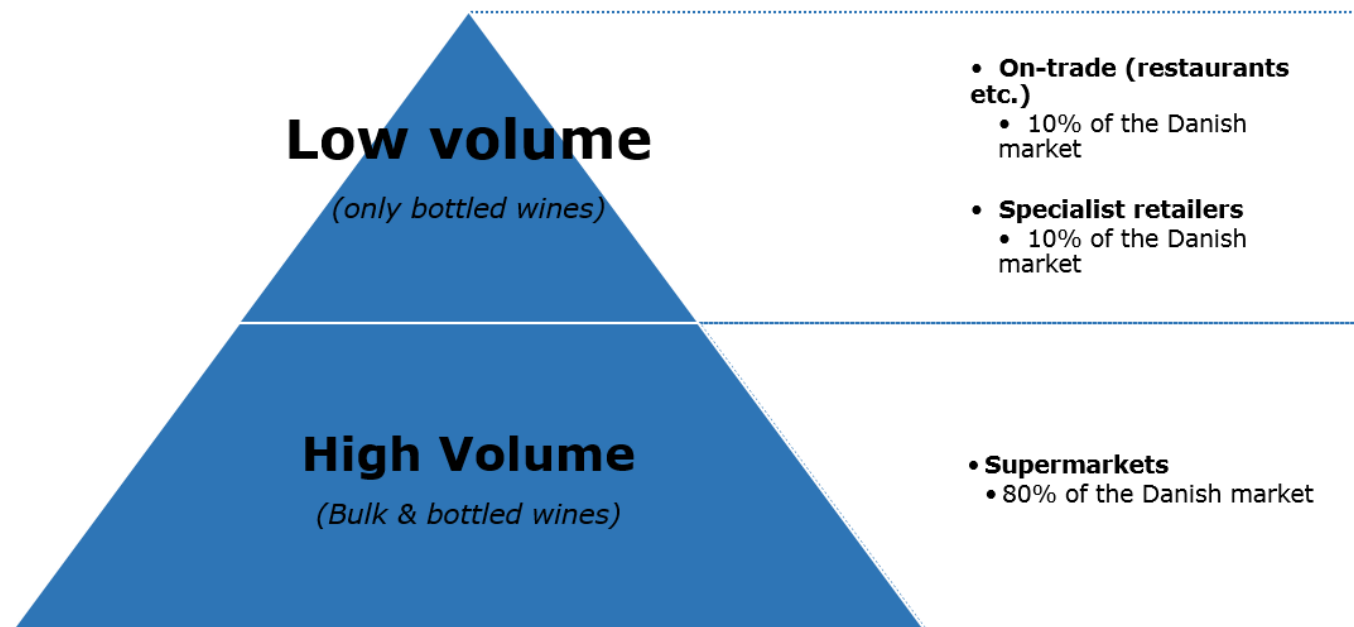 Low volume
(only bottled wines)
• On-trade (restaurants
etc.)
• 10% of the Danish
market
• Specialist retailers
• 10% of the Danish
market
High Volume
(Bulk & bottled wines)
• Supermarkets
• 80% of the Danish market